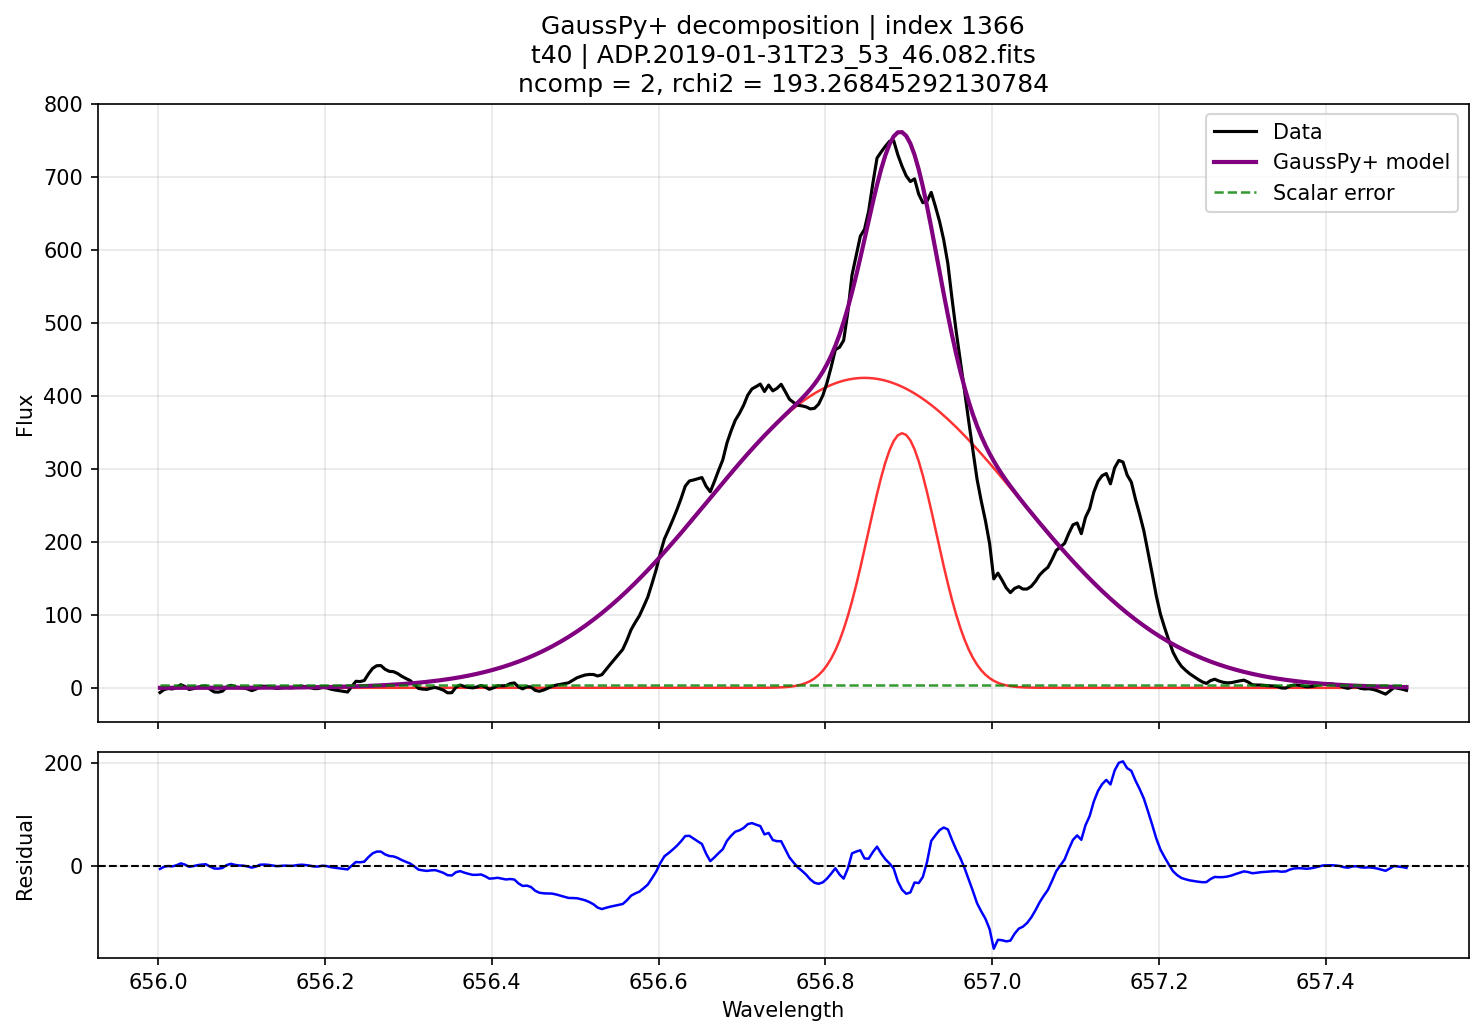 GaussPy+ decomposition | index 1366
t40 | ADP.2019-01-31T23_53_46.082.fits
ncomp = 2, rchi2 = 193.26845292130784
Data
GaussPy+ model
Scalar error
Flux
800
700
600
500
400
300
200
100
0
Residual
200
0
656.0 656.2 656.4 656.6 656.8 657.0 657.2 657.4
Wavelength